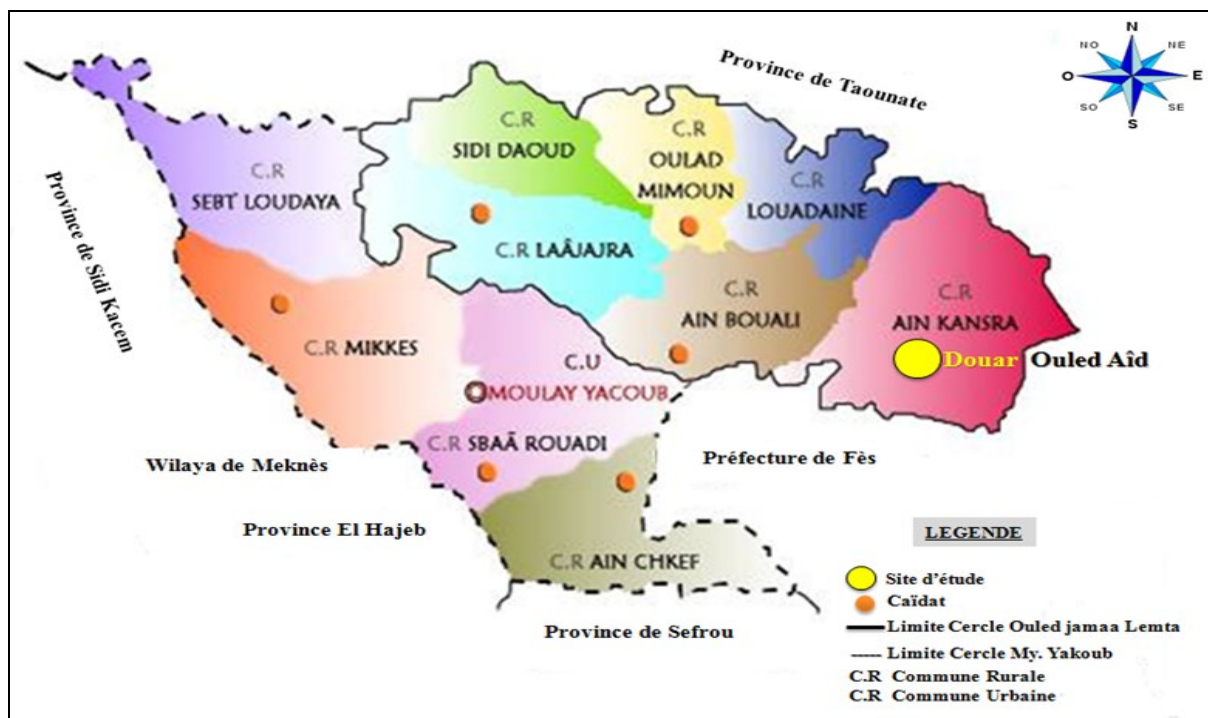 N
NO
NE
O
E
SO
SE
S
Province de Taounate
Province de Sidi Kacem
C.R
SIDI DAOUD
C.R
OULAD
MIMOUN
C.R
LOUADAINE
C.R
SEBT LOUDAYA
C.R LAÂJAJRA
C.R
AIN BOUALI
C.R
AIN KANSRA
Douar Ouled Aîd
C.R MIKKES
C.U
MOULAY YACOUB
C.R SBAÂ ROUADI
Wilaya de Meknès
Préfecture de Fès
Province El Hajeb
C.R AIN CHKEF
Province de Sefrou
LEGENDE
Site d'étude
Caïdat
Limite Cercle Ouled jamaa Lemta
Limite Cercle My. Yakoub
C.R Commune Rurale
C.R Commune Urbaine